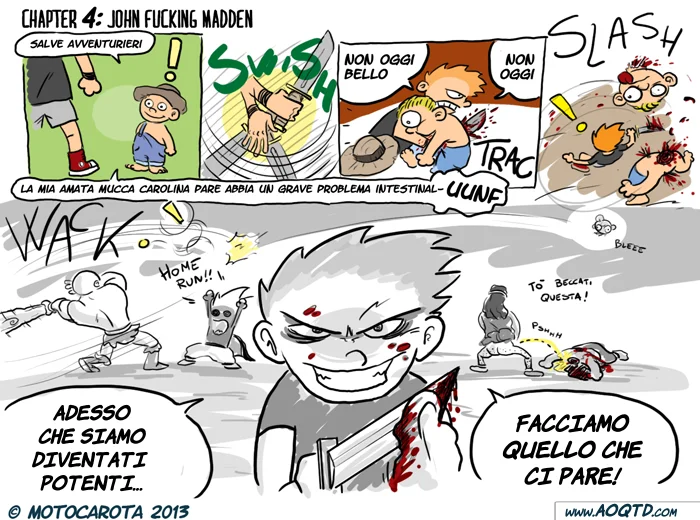 CHAPTER 4: JOHN FUCKING MADDEN
SALVE AVVENTURIERI
!
SWISH
NON OGGI
BELLO
NON
OGGI
TRAC
SLASH
!
LA MIA AMATA MUCCA CAROLINA PARE ABBIA UN GRAVE PROBLEMA INTESTINAL-
UUNF
WACK
!
HOME
RUN!!
BLEEE
TO' BECCATI
QUESTA!
PSHHH
ADESSO
CHE SIAMO
DIVENTATI
POTENTI...
FACCIAMO
QUELLO CHE
CI PARE!
© MOTOCAROTA 2013
WWW.AOQTD.COM